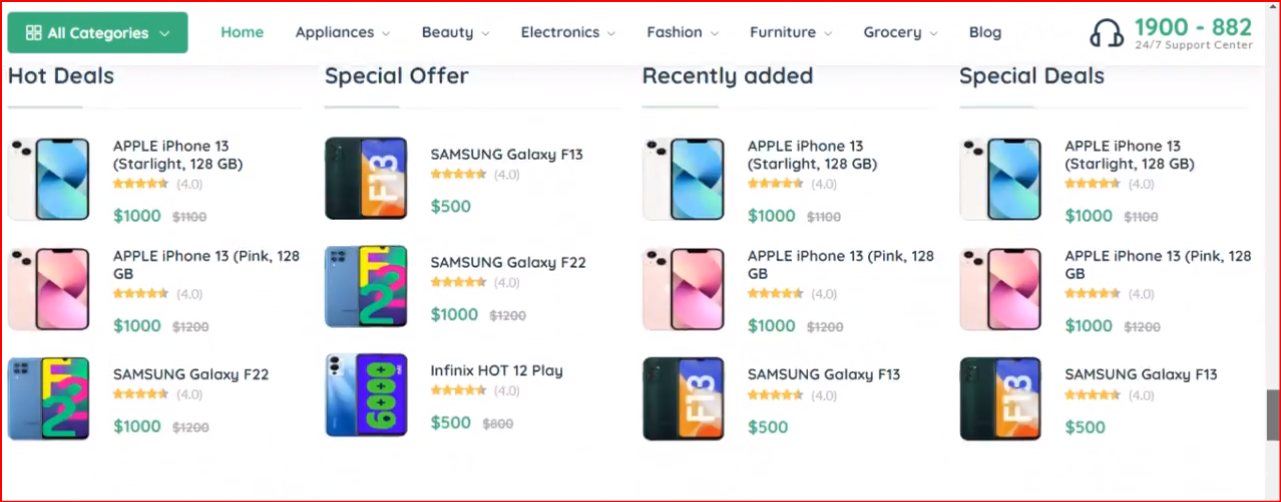 All Categories
Home
Appliances
Beauty
Electronics
Fashion
Furniture
Grocery
Blog
1900 - 882
24/7 Support Center
Hot Deals
APPLE iPhone 13
(Starlight, 128 GB)
(4.0)
$1000 $1100
APPLE iPhone 13 (Pink, 128
GB
(4.0)
$1000 $1200
F22
SAMSUNG Galaxy F22
(4.0)
$1000 $1200
Special Offer
F13
SAMSUNG Galaxy F13
(4.0)
$500
F22
SAMSUNG Galaxy F22
(4.0)
$1000 $1200
6000+
Infinix HOT 12 Play
(4.0)
$500 $800
Recently added
APPLE iPhone 13
(Starlight, 128 GB)
(4.0)
$1000 $1100
APPLE iPhone 13 (Pink, 128
GB
(4.0)
$1000 $1200
F13
SAMSUNG Galaxy F13
(4.0)
$500
Special Deals
APPLE iPhone 13
(Starlight, 128 GB)
(4.0)
$1000 $1100
APPLE iPhone 13 (Pink, 128
GB
(4.0)
$1000 $1200
F13
SAMSUNG Galaxy F13
(4.0)
$500